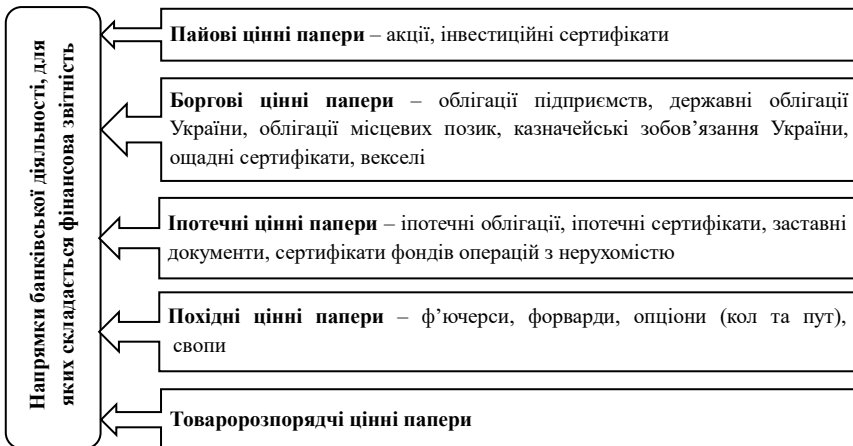 Напрямки банківської діяльності, для
яких складається фінансова звітність
Пайові цінні папери – акції, інвестиційні сертифікати
Боргові цінні папери – облігації підприємств, державні облігації
України, облігації місцевих позик, казначейські зобов’язання України,
ощадні сертифікати, векселі
Іпотечні цінні папери – іпотечні облігації, іпотечні сертифікати, заставні
документи, сертифікати фондів операцій з нерухомістю
Похідні цінні папери – ф’ючерси, форварди, опціони (кол та пут),
свопи
Товаророзпорядчі цінні папери